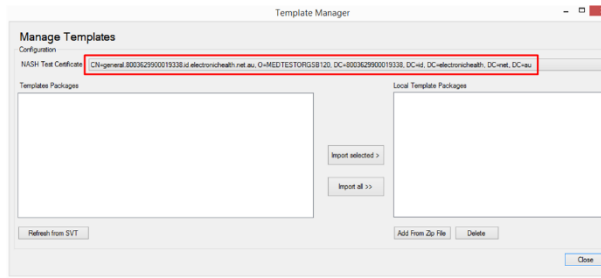 Template Manager
Manage Templates
Configuration
NASH Test Certificate
CN=general.8003629900019338.id.electronichealth.net.au, O=MEDTESTORGSB120, DC=8003629900019338, DC=id, DC=electronichealth, DC=net, DC=au
Templates Packages
Local Template Packages
Import selected >
Import all >>
Refresh from SVT
Add From Zip File
Delete
Close